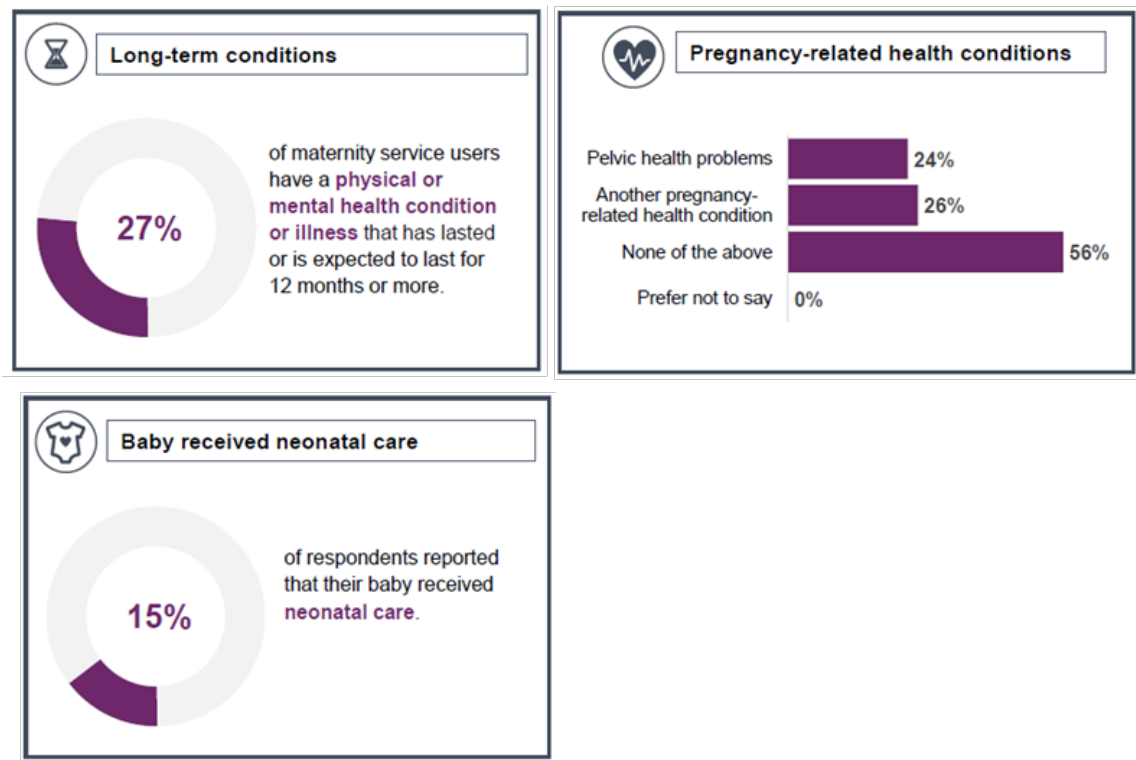 Long-term conditions
27%
of maternity service users
have a physical or
mental health condition
or illness that has lasted
or is expected to last for
12 months or more.
Pregnancy-related health conditions
Pelvic health problems
24%
Another pregnancy-
related health condition
26%
None of the above
56%
Prefer not to say
0%
Baby received neonatal care
15%
of respondents reported
that their baby received
neonatal care.